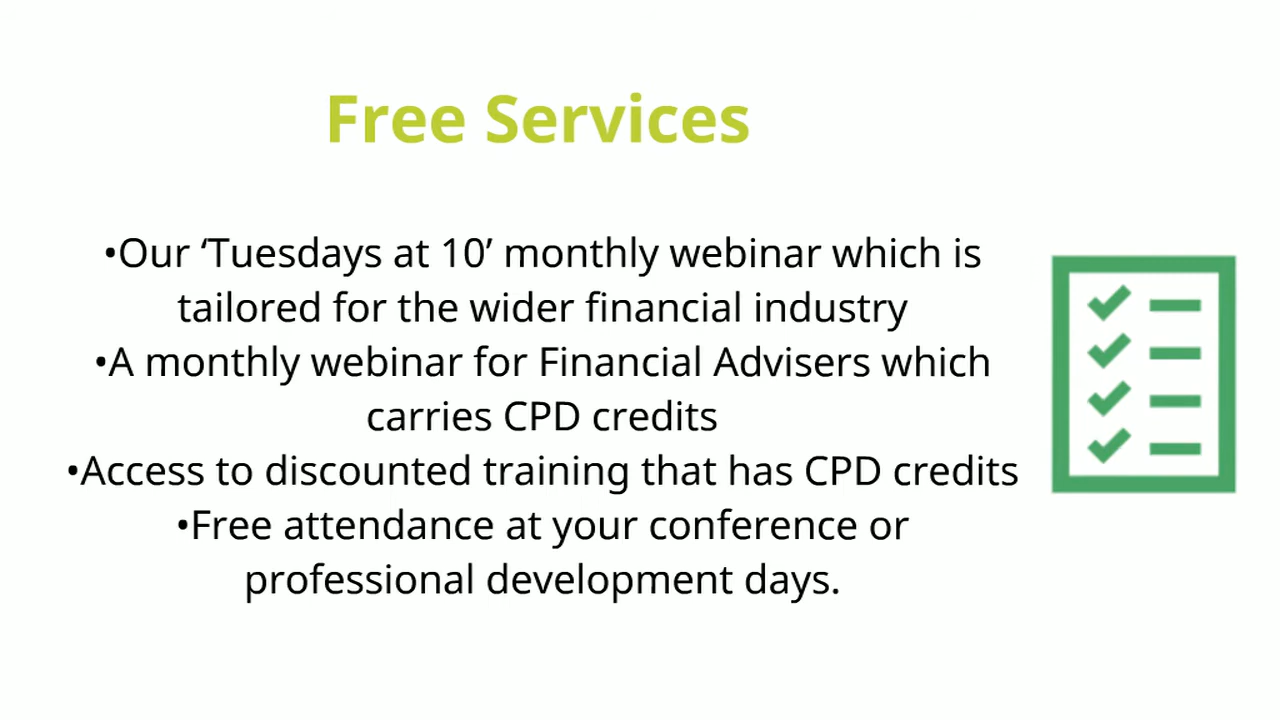 Free Services
•Our ‘Tuesdays at 10’ monthly webinar which is
tailored for the wider financial industry
•A monthly webinar for Financial Advisers which
carries CPD credits
•Access to discounted training that has CPD credits
•Free attendance at your conference or
professional development days.